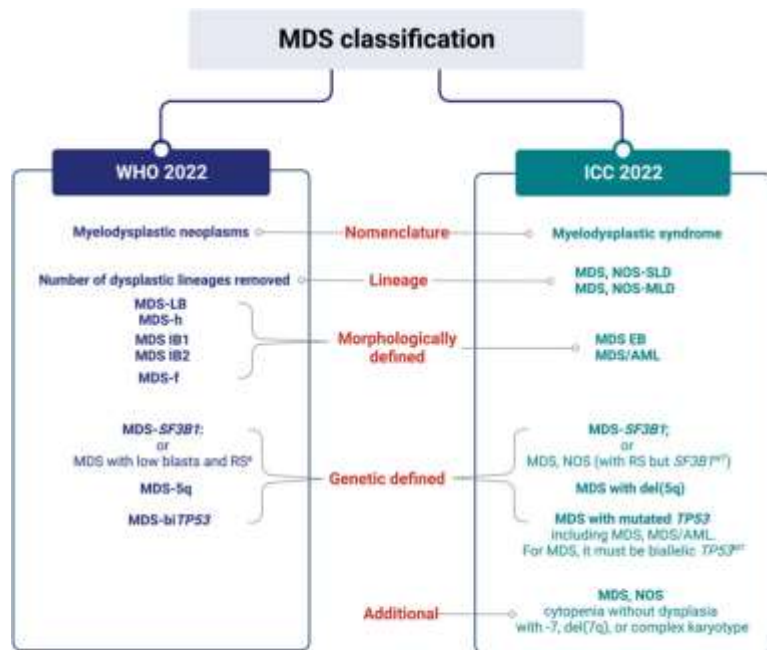 MDS classification
WHO 2022
ICC 2022
Myelodysplastic neoplasms
Nomenclature
Myelodysplastic syndrome
Number of dysplastic lineages removed
Lineage
MDS, NOS-SLD
MDS, NOS-MLD
MDS-LB
MDS-h
MDS IB1
MDS IB2
MDS-f
Morphologically
defined
MDS EB
MDS/AML
MDS-SF3B1:
or
MDS with low blasts and RS
MDS-5q
MDS-biTP53
Genetic defined
MDS-SF3B1;
or
MDS, NOS (with RS but SF3B1ᵂᵀ)
MDS with del(5q)
MDS with mutated TP53
including MDS, MDS/AML.
For MDS, it must be biallelic TP53
Additional
MDS, NOS
cytopenia without dysplasia
with -7, del(7q), or complex karyotype